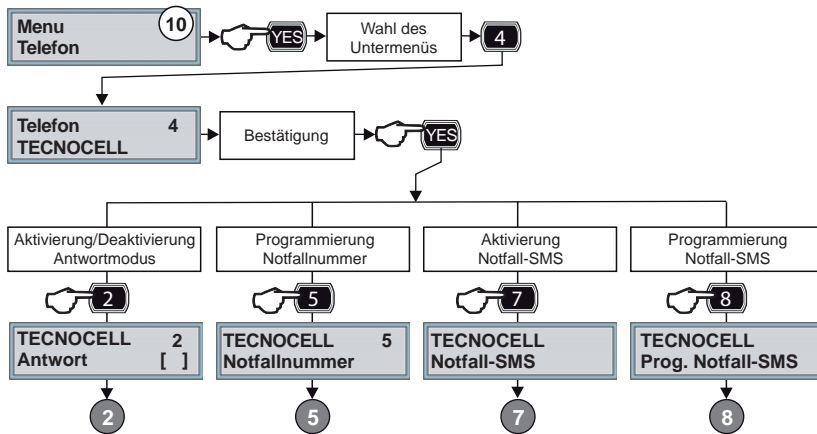 Menu 10
Telefon
YES
Wahl des
Untermenüs
4
Telefon 4
TECNOCELL
Bestätigung
YES
Aktivierung/Deaktivierung
Antwortmodus
Programmierung
Notfallnummer
Aktivierung
Notfall-SMS
Programmierung
Notfall-SMS
2
5
7
8
TECNOCELL 2
Antwort [ ]
TECNOCELL 5
Notfallnummer
TECNOCELL
Notfall-SMS
TECNOCELL
Prog. Notfall-SMS
2
5
7
8